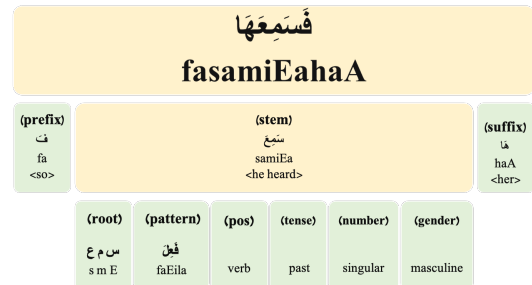 فَسَمِعَهَا
fasamiEahaA
(prefix)
فَ
fa
<so>
(stem)
سَمِعَ
samiEa
<he heard>
(suffix)
هَا
haA
<her>
(root)
س م ع
s m E
(pattern)
فَعِلَ
faEila
(pos)
verb
(tense)
past
(number)
singular
(gender)
masculine